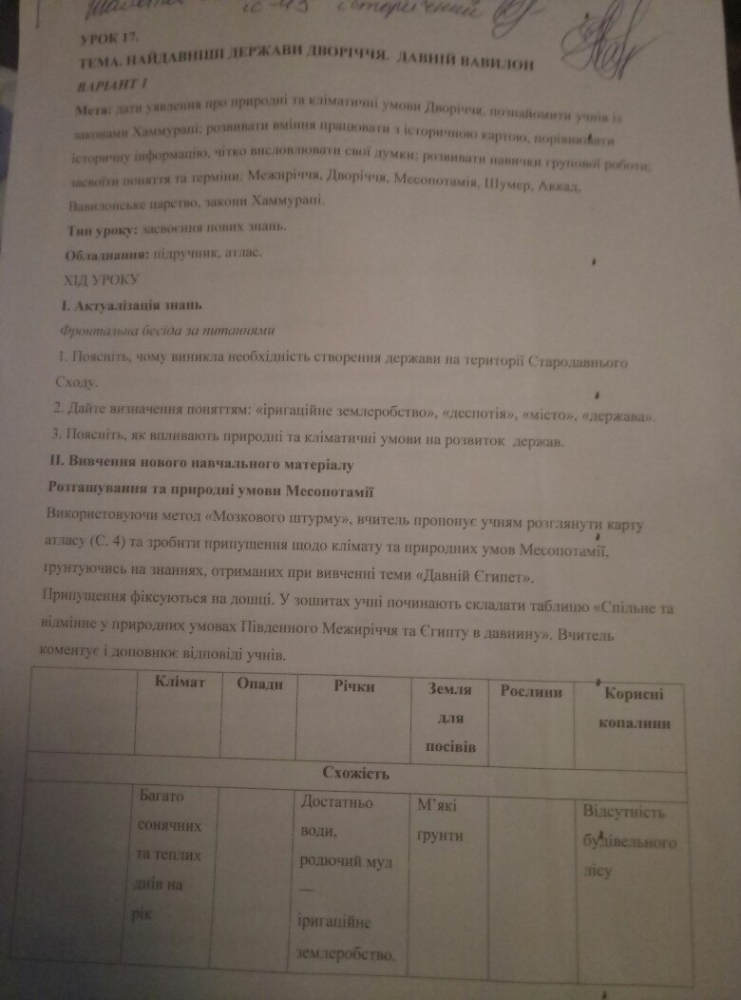 ІС-43 історичний
УРОК 17.
ТЕМА. НАЙДАВНІШІ ДЕРЖАВИ ДВОРІЧЧЯ. ДАВНІЙ ВАВИЛОН
ВАРІАНТ 1
Мета: дати уявлення про природні та кліматичні умови Дворіччя, познайомити учнів із
законами Хаммурапі; розвивати вміння працювати з історичною картою, порівнювати
історичну інформацію, чітко висловлювати свої думки; розвивати навички групової роботи;
засвоїти поняття та терміни: Межиріччя, Дворіччя, Месопотамія, Шумер, Аккад,
Вавилонське царство, закони Хаммурапі.
Тип уроку: засвоєння нових знань.
Обладнання: підручник, атлас.
ХІД УРОКУ
І. Актуалізація знань
Фронтальна бесіда за питаннями
1. Поясніть, чому виникла необхідність створення держави на території Стародавнього
Сходу.
2. Дайте визначення поняттям: «іригаційне землеробство», «деспотія», «місто», «держава».
3. Поясніть, як впливають природні та кліматичні умови на розвиток держав.
ІІ. Вивчення нового навчального матеріалу
Розташування та природні умови Месопотамії
Використовуючи метод «Мозкового штурму», вчитель пропонує учням розглянути карту
атласу (С. 4) та зробити припущення щодо клімату та природних умов Месопотамії,
ґрунтуючись на знаннях, отриманих при вивченні теми «Давній Єгипет».
Припущення фіксуються на дошці. У зошитах учні починають складати таблицю «Спільне та
відмінне у природних умовах Південного Межиріччя та Єгипту в давнину». Вчитель
коментує і доповнює відповіді учнів.
Клімат
Опади
Річки
Земля
для
посівів
Рослини
Корисні
копалини
Схожість
Багато
сонячних
та теплих
днів на
рік
Достатньо
води,
родючий мул
—
іригаційне
землеробство.
М'які
ґрунти
Відсутність
будівельного
лісу